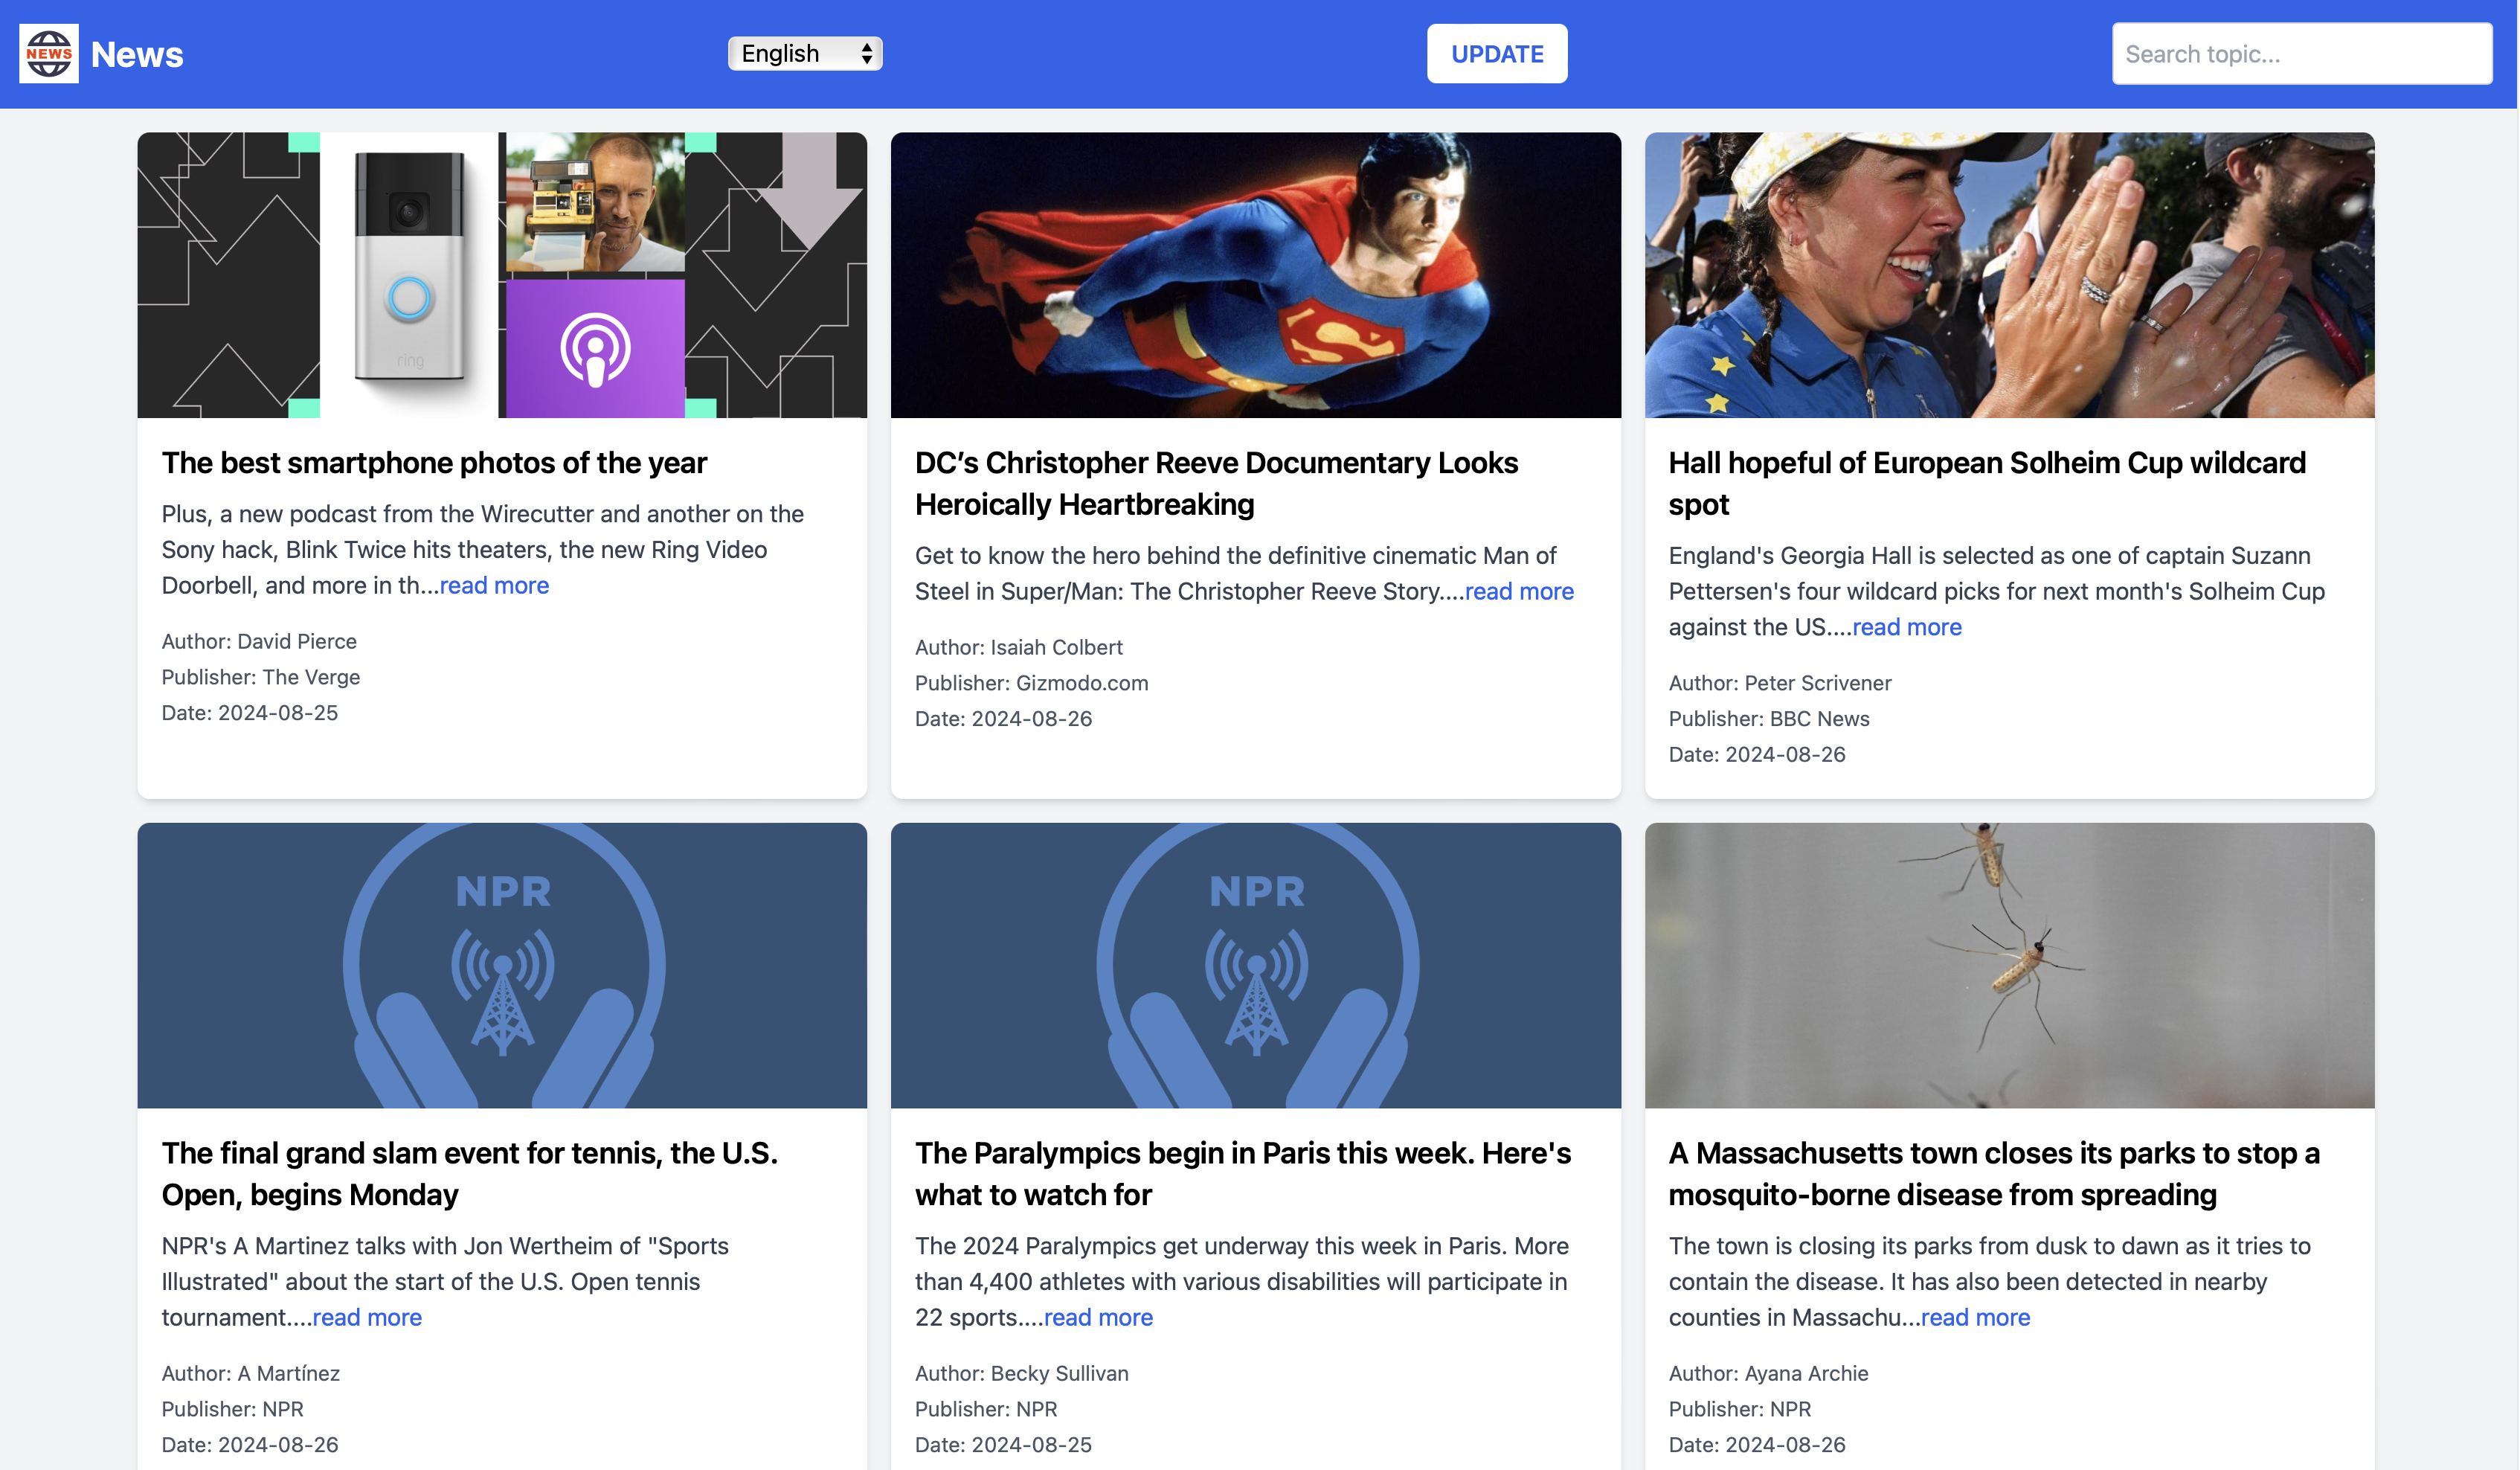 NEWS
News
English
UPDATE
Search topic...
ring
The best smartphone photos of the year
Plus, a new podcast from the Wirecutter and another on the
Sony hack, Blink Twice hits theaters, the new Ring Video
Doorbell, and more in th...read more
Author: David Pierce
Publisher: The Verge
Date: 2024-08-25
S
DC’s Christopher Reeve Documentary Looks
Heroically Heartbreaking
Get to know the hero behind the definitive cinematic Man of
Steel in Super/Man: The Christopher Reeve Story....read more
Author: Isaiah Colbert
Publisher: Gizmodo.com
Date: 2024-08-26
Hall hopeful of European Solheim Cup wildcard
spot
England's Georgia Hall is selected as one of captain Suzann
Pettersen's four wildcard picks for next month's Solheim Cup
against the US....read more
Author: Peter Scrivener
Publisher: BBC News
Date: 2024-08-26
NPR
The final grand slam event for tennis, the U.S.
Open, begins Monday
NPR's A Martinez talks with Jon Wertheim of "Sports
Illustrated" about the start of the U.S. Open tennis
tournament....read more
Author: A Martínez
Publisher: NPR
Date: 2024-08-26
NPR
The Paralympics begin in Paris this week. Here's
what to watch for
The 2024 Paralympics get underway this week in Paris. More
than 4,400 athletes with various disabilities will participate in
22 sports....read more
Author: Becky Sullivan
Publisher: NPR
Date: 2024-08-25
A Massachusetts town closes its parks to stop a
mosquito-borne disease from spreading
The town is closing its parks from dusk to dawn as it tries to
contain the disease. It has also been detected in nearby
counties in Massachu...read more
Author: Ayana Archie
Publisher: NPR
Date: 2024-08-26